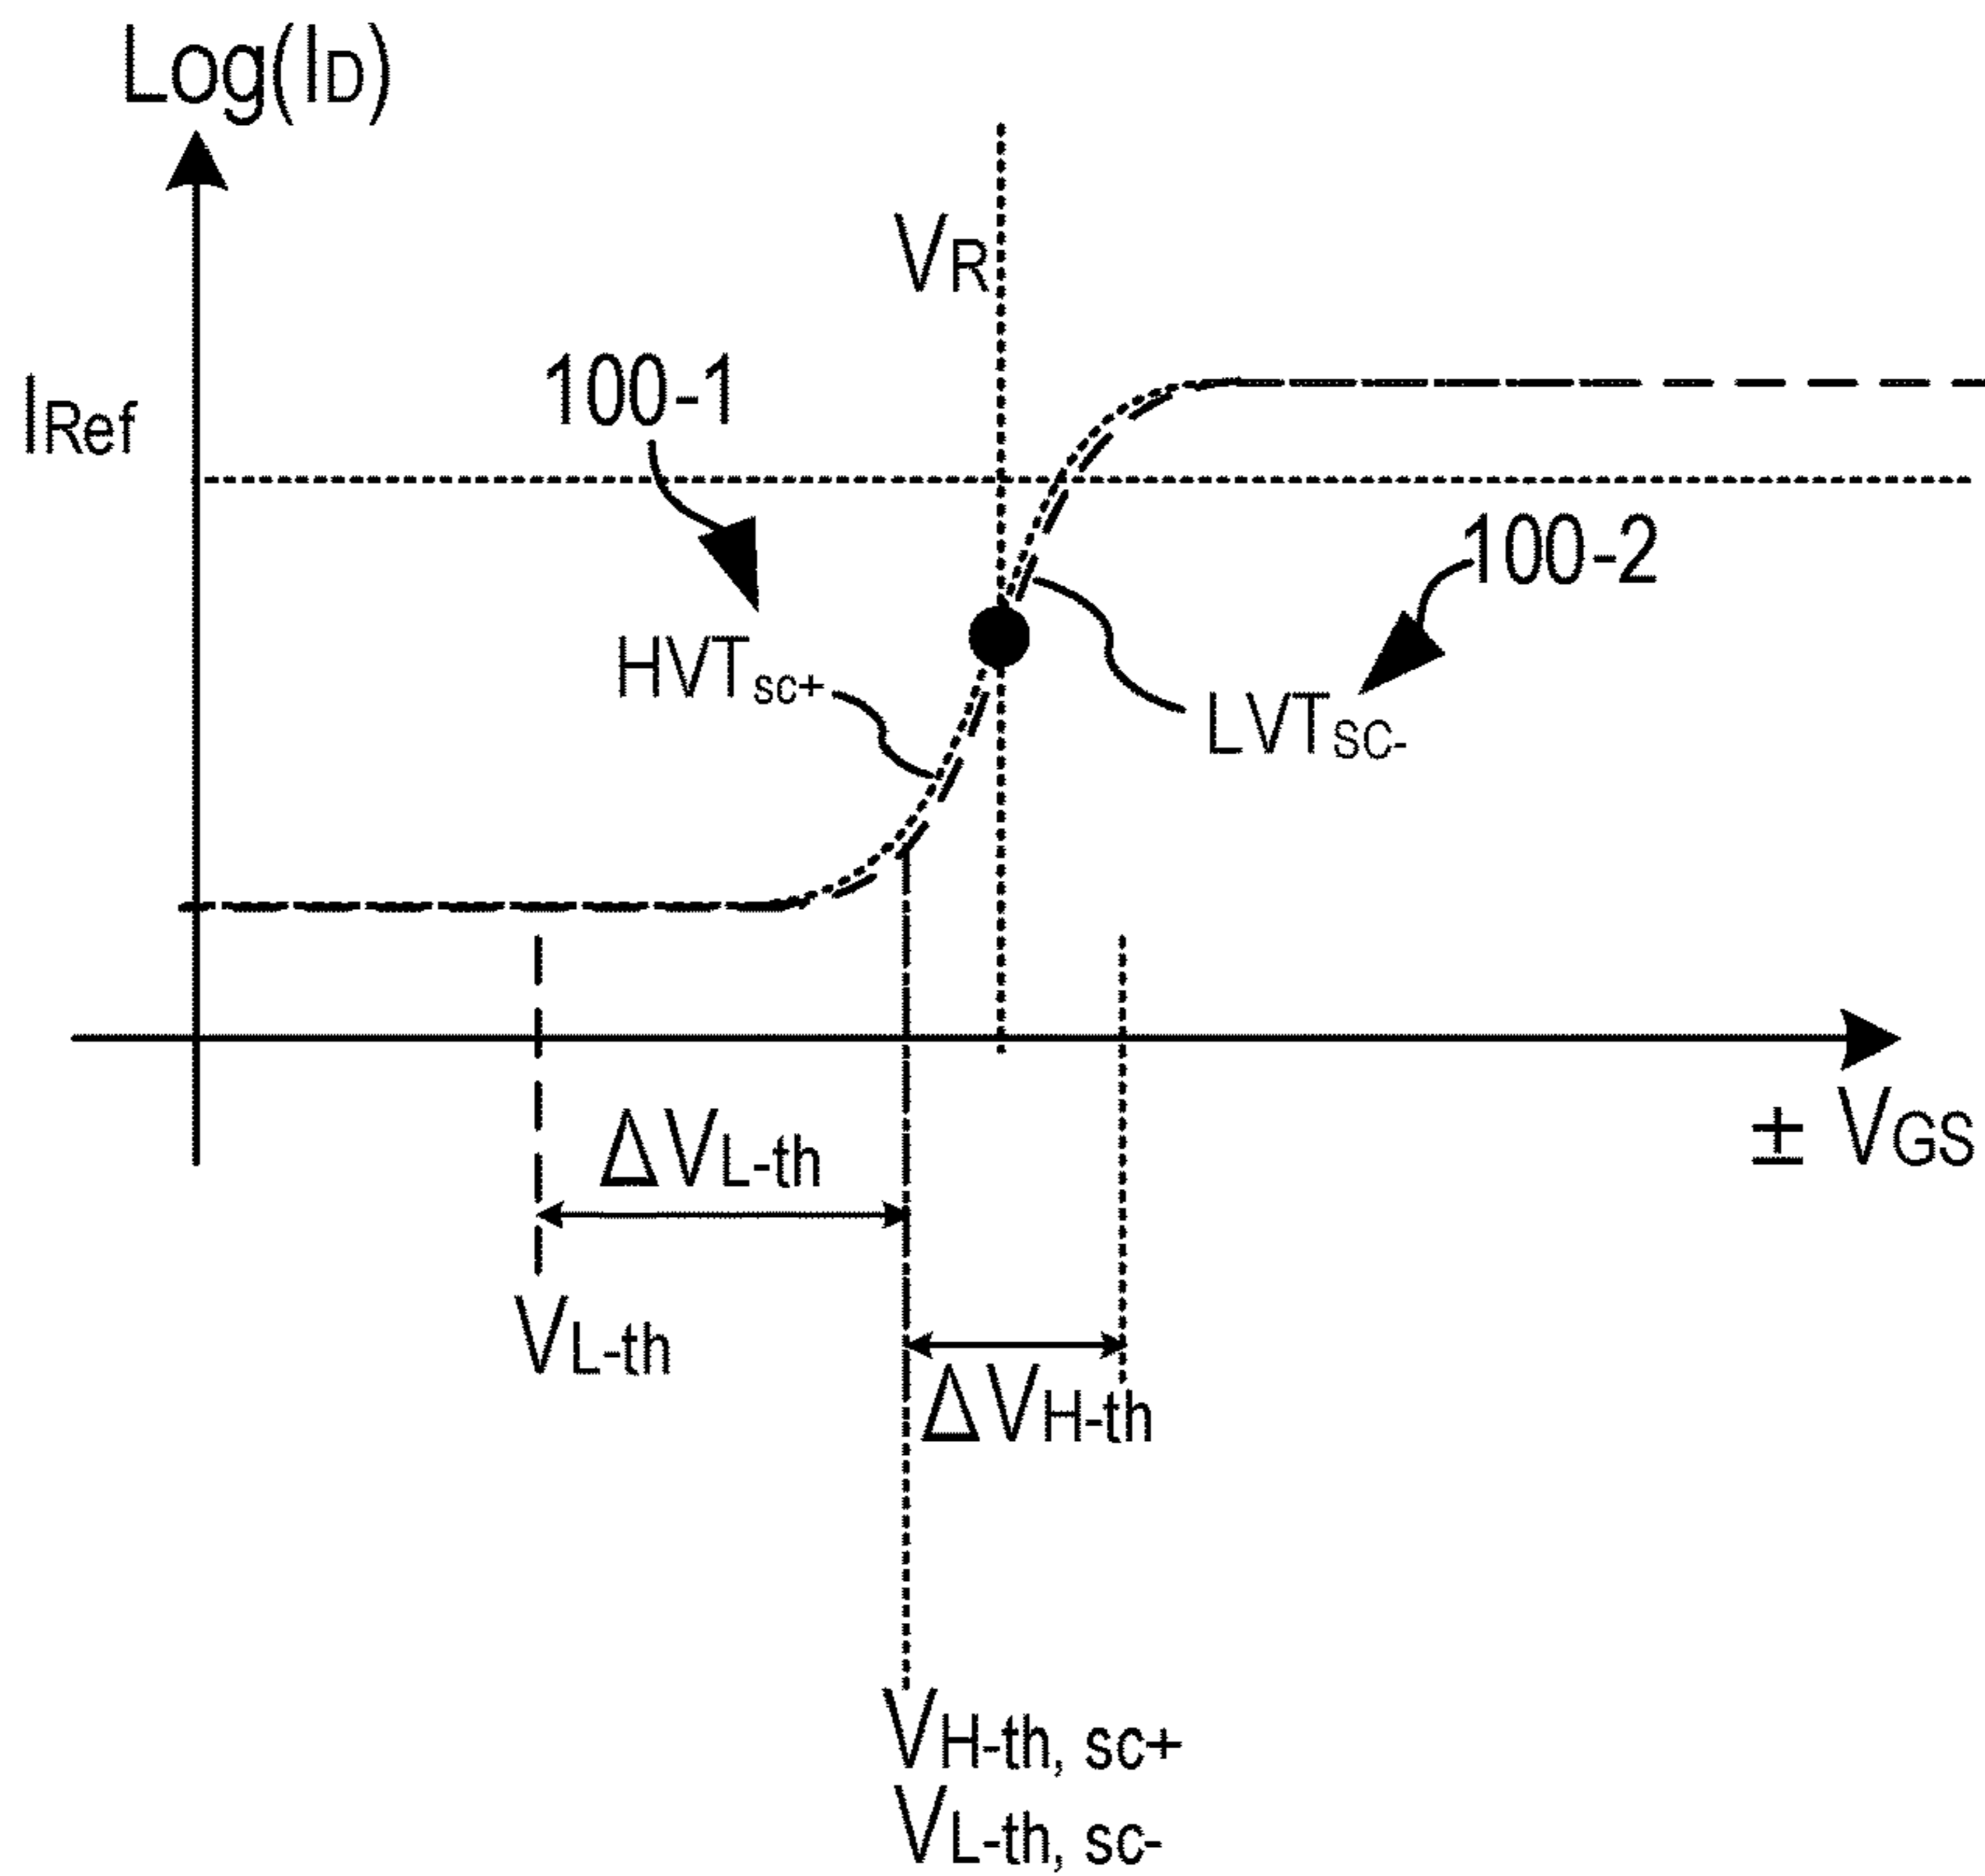 Log(ID)
VR
100-1
IRef
100-2
HVTsc+
LVTSC-
± VGS
ΔVL-th
VL-th
ΔVH-th
VH-th, sc+
VL-th, sc-